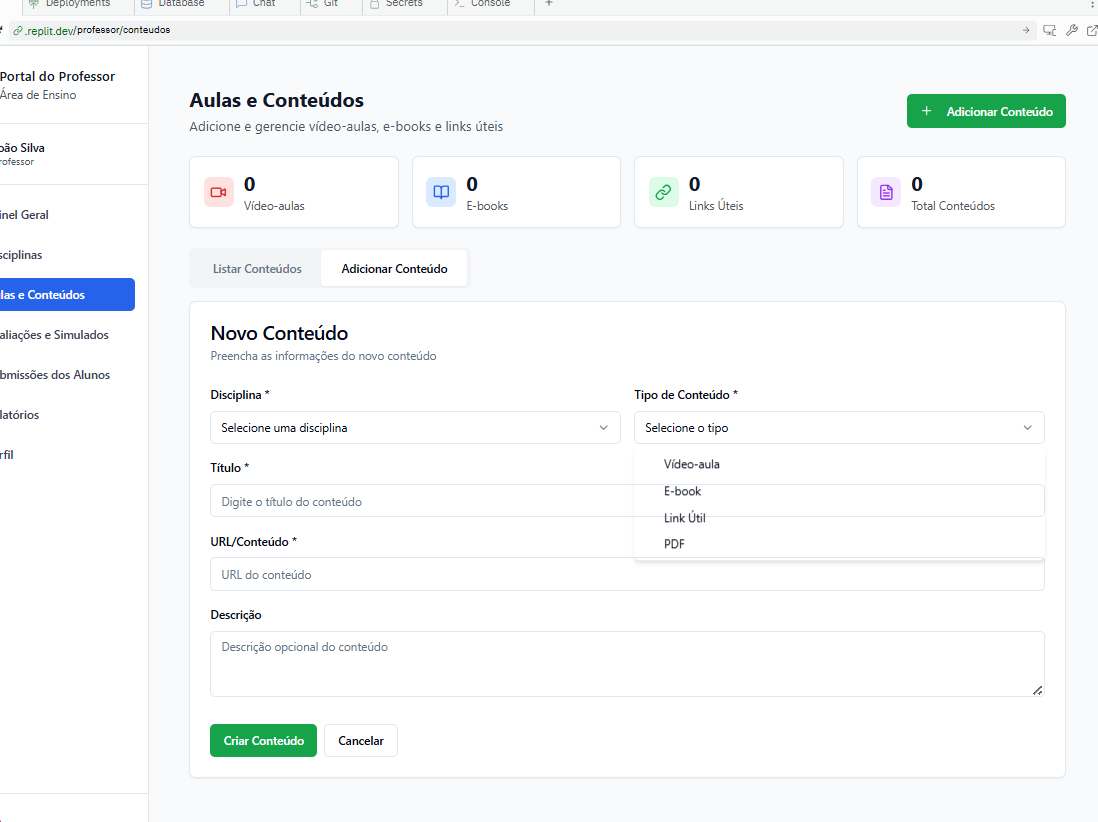 Deployments
Database
Chat
Git
Secrets
Console
.replit.dev/professor/conteudos
Portal do Professor
Área de Ensino
oão Silva
rofessor
inel Geral
sciplinas
las e Conteúdos
aliações e Simulados
bmissões dos Alunos
latórios
rfil
Aulas e Conteúdos
Adicione e gerencie vídeo-aulas, e-books e links úteis
+ Adicionar Conteúdo
0
Vídeo-aulas
0
E-books
0
Links Úteis
0
Total Conteúdos
Listar Conteúdos
Adicionar Conteúdo
Novo Conteúdo
Preencha as informações do novo conteúdo
Disciplina *
Tipo de Conteúdo *
Selecione uma disciplina
Selecione o tipo
Vídeo-aula
E-book
Link Útil
PDF
Título *
Digite o título do conteúdo
URL/Conteúdo *
URL do conteúdo
Descrição
Descrição opcional do conteúdo
Criar Conteúdo
Cancelar